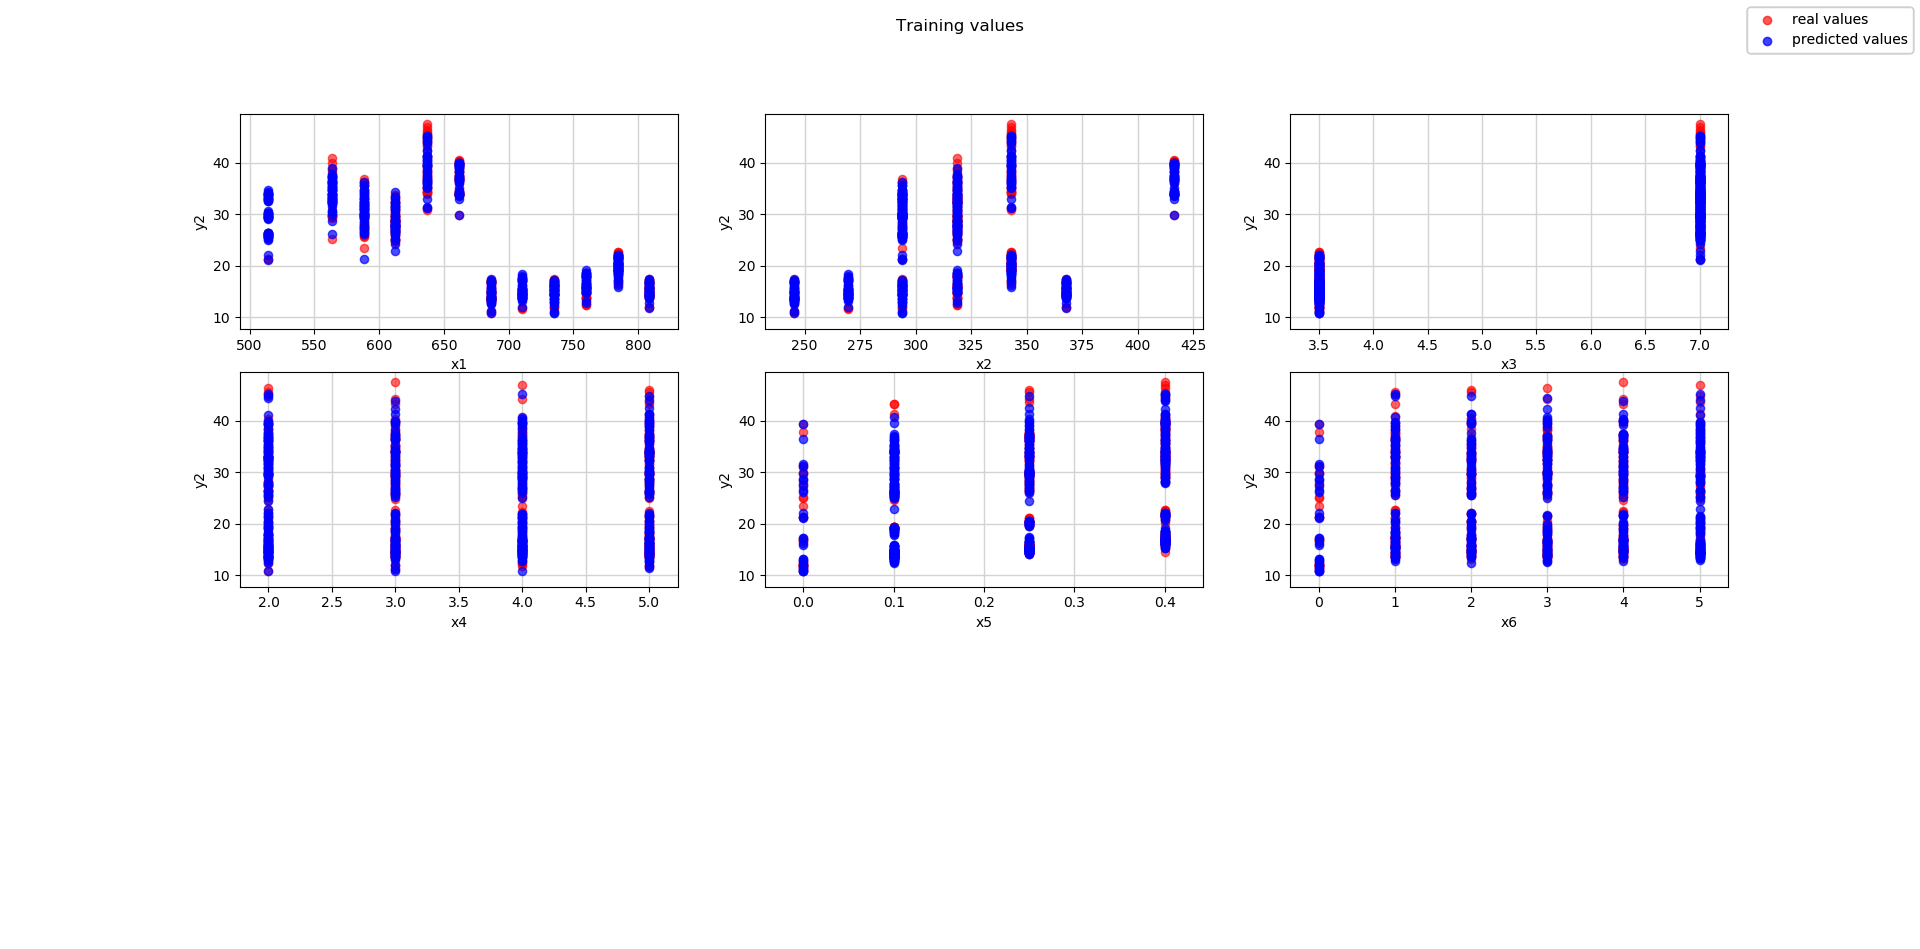 Training values
real values
predicted values
y2
40
30
20
10
500 550 600 650 700 750 800
x1
y2
40
30
20
10
250 275 300 325 350 375 400 425
x2
y2
40
30
20
10
3.5 4.0 4.5 5.0 5.5 6.0 6.5 7.0
x3
y2
40
30
20
10
2.0 2.5 3.0 3.5 4.0 4.5 5.0
x4
y2
40
30
20
10
0.0 0.1 0.2 0.3 0.4
x5
y2
40
30
20
10
0 1 2 3 4 5
x6